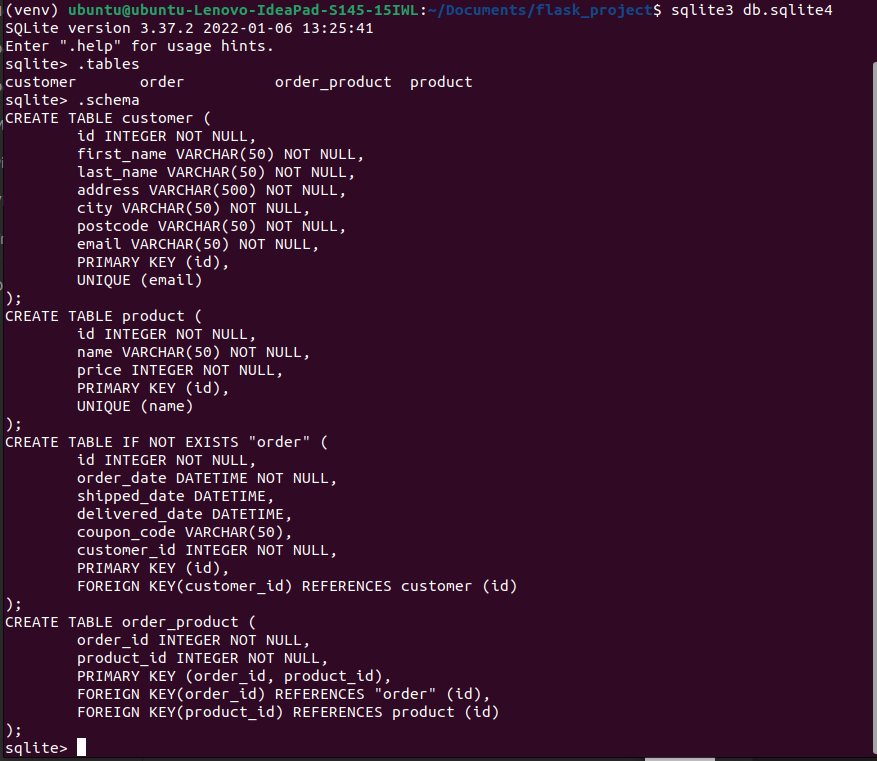 (venv) ubuntu@ubuntu-Lenovo-IdeaPad-S145-15IWL:~/Documents/flask_project$ sqlite3 db.sqlite4
SQLite version 3.37.2 2022-01-06 13:25:41
Enter ".help" for usage hints.
sqlite> .tables
customer       order          order_product  product
sqlite> .schema
CREATE TABLE customer (
        id INTEGER NOT NULL,
        first_name VARCHAR(50) NOT NULL,
        last_name VARCHAR(50) NOT NULL,
        address VARCHAR(500) NOT NULL,
        city VARCHAR(50) NOT NULL,
        postcode VARCHAR(50) NOT NULL,
        email VARCHAR(50) NOT NULL,
        PRIMARY KEY (id),
        UNIQUE (email)
);
CREATE TABLE product (
        id INTEGER NOT NULL,
        name VARCHAR(50) NOT NULL,
        price INTEGER NOT NULL,
        PRIMARY KEY (id),
        UNIQUE (name)
);
CREATE TABLE IF NOT EXISTS "order" (
        id INTEGER NOT NULL,
        order_date DATETIME NOT NULL,
        shipped_date DATETIME,
        delivered_date DATETIME,
        coupon_code VARCHAR(50),
        customer_id INTEGER NOT NULL,
        PRIMARY KEY (id),
        FOREIGN KEY(customer_id) REFERENCES customer (id)
);
CREATE TABLE order_product (
        order_id INTEGER NOT NULL,
        product_id INTEGER NOT NULL,
        PRIMARY KEY (order_id, product_id),
        FOREIGN KEY(order_id) REFERENCES "order" (id),
        FOREIGN KEY(product_id) REFERENCES product (id)
);
sqlite>